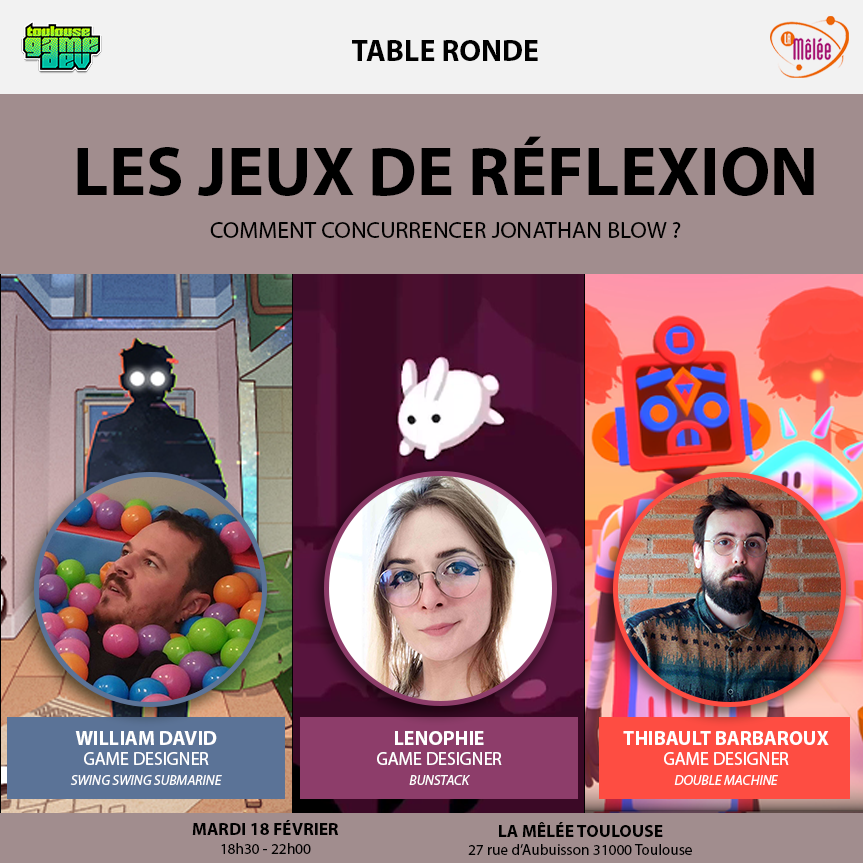 toulouse
game
dev
TABLE RONDE
LA
Mêlée
LES JEUX DE RÉFLEXION
COMMENT CONCURRENCER JONATHAN BLOW ?
WILLIAM DAVID
GAME DESIGNER
SWING SWING SUBMARINE
LENOPHIE
GAME DESIGNER
BUNSTACK
THIBAULT BARBAROUX
GAME DESIGNER
DOUBLE MACHINE
MARDI 18 FÉVRIER
18h30 - 22h00
LA MÊLÉE TOULOUSE
27 rue d'Aubuisson 31000 Toulouse